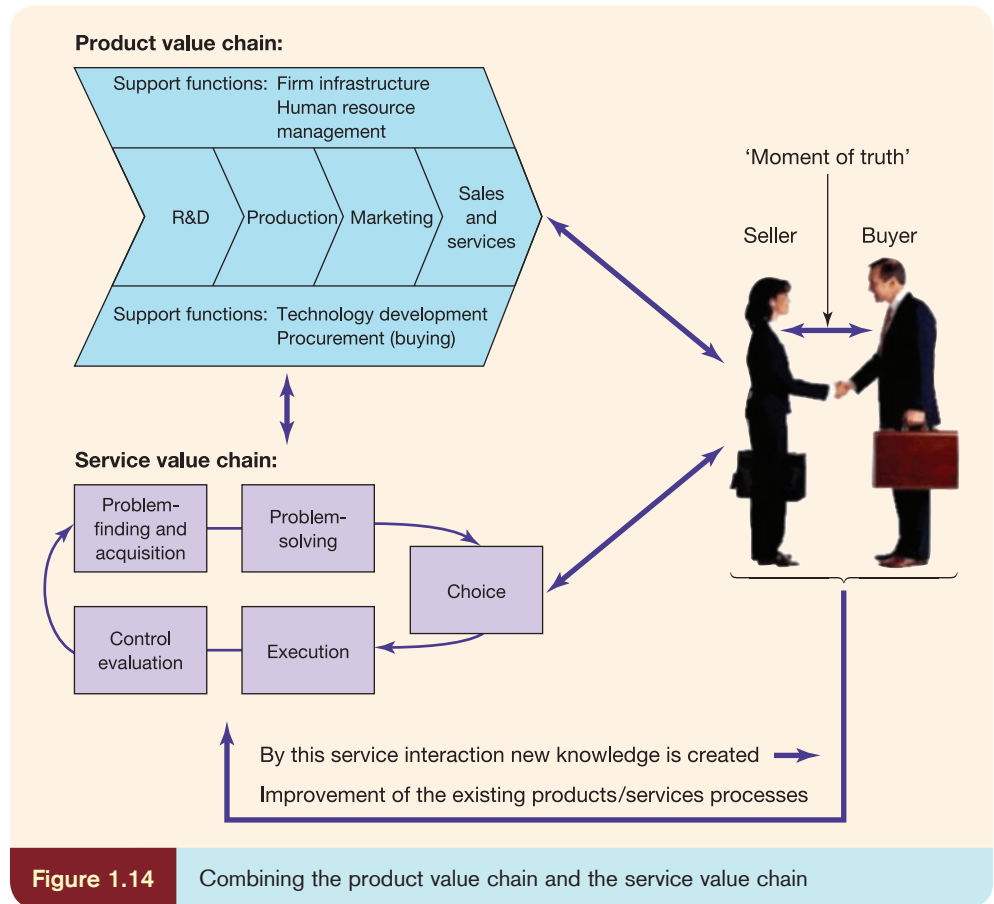 Product value chain:
Support functions: Firm infrastructure
Human resource
management
R&D
Production
Marketing
Sales
and
services
Support functions: Technology development
Procurement (buying)
'Moment of truth'
Seller
Buyer
Service value chain:
Problem-
finding and
acquisition
Problem-
solving
Choice
Control
evaluation
Execution
By this service interaction new knowledge is created
Improvement of the existing products/services processes
Figure 1.14
Combining the product value chain and the service value chain